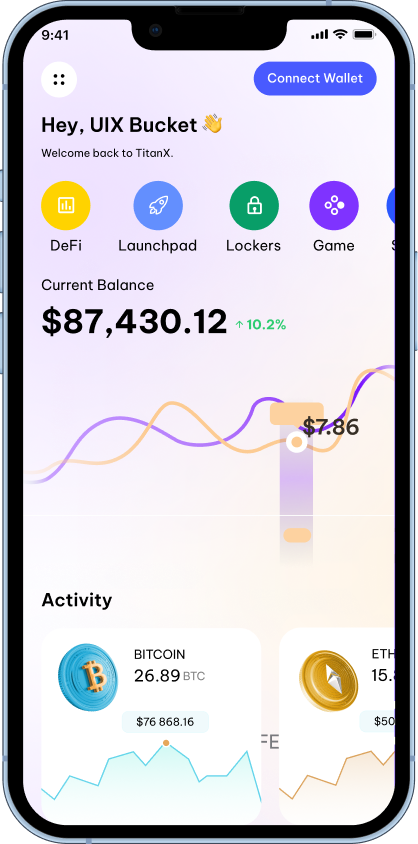 9:41
Connect Wallet
Hey, UIX Bucket 👋
Welcome back to TitanX.
DeFi Launchpad Lockers Game S
Current Balance
$87,430.12 ↑ 10.2%
$7.86
Activity
BITCOIN
26.89 BTC
$76 868.16
ETH
15.8
$50
FE